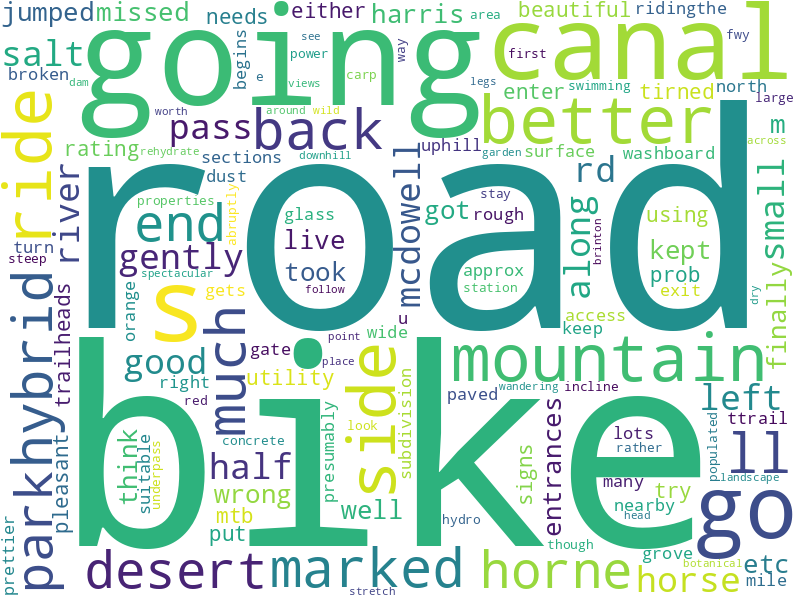 jumped missed needs either harris beautiful ridingthe
begins see power way area fwy
salt going canal first north
broken dam e views carp legs swimming large
ride worth around wild enter tirned
pass back better m
rating rehydrate uphill garden surface washboard across
river sections downhill rd
dust road stay
properties glass mcdowell got rough along using small
end abruptly live brinton
turn gently kept
steep spectacular took approx prob
orange gets follow station exit dry
s u access finally
trailheads much wide keep
parkhybrid gate point mountain
good right place side
red utility bike wandering incline left
subdivision paved ttrail
presumably look lots populated ll
pleasant think suitable underpass concrete rather
half entrances signs many try landscape
wrong well nearby go
mtb put hydro head
though grove
prettier desert marked horne botanical etc
stretch horse mile